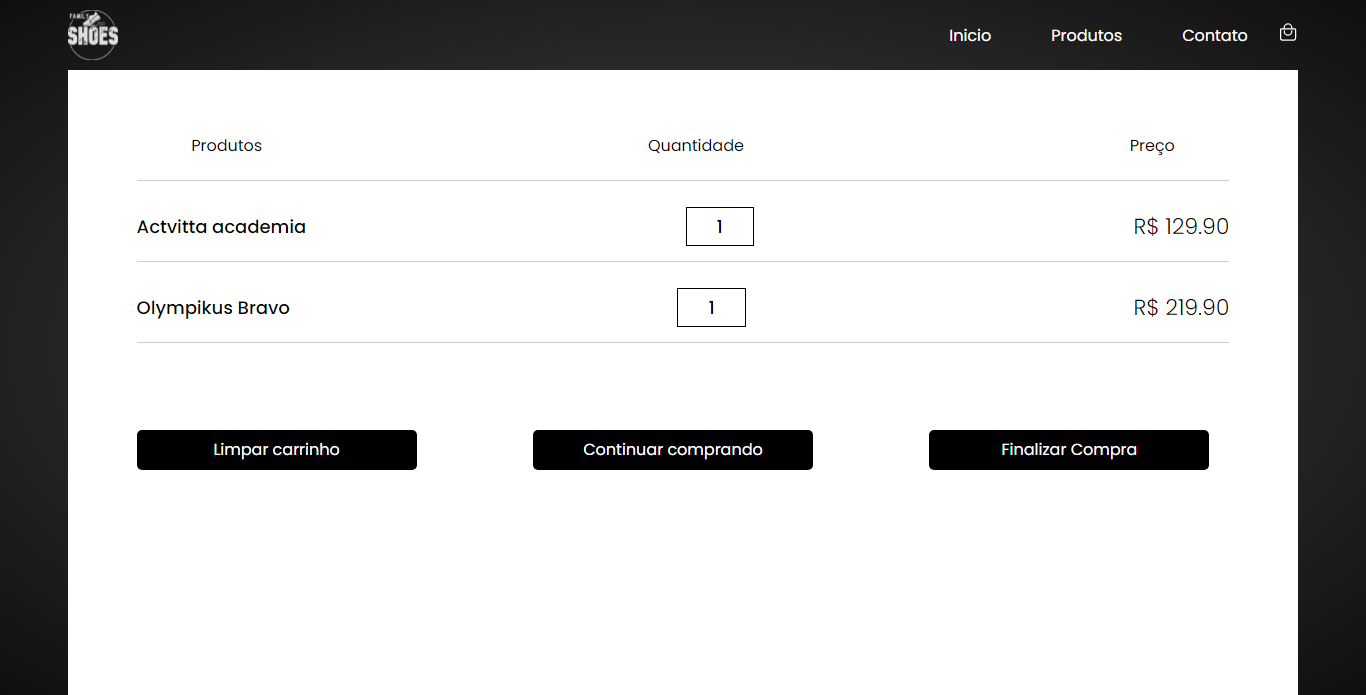 FAMILY
SHOES
Inicio Produtos Contato
Produtos Quantidade Preço
Actvitta academia 1 R$ 129.90
Olympikus Bravo 1 R$ 219.90
Limpar carrinho Continuar comprando Finalizar Compra